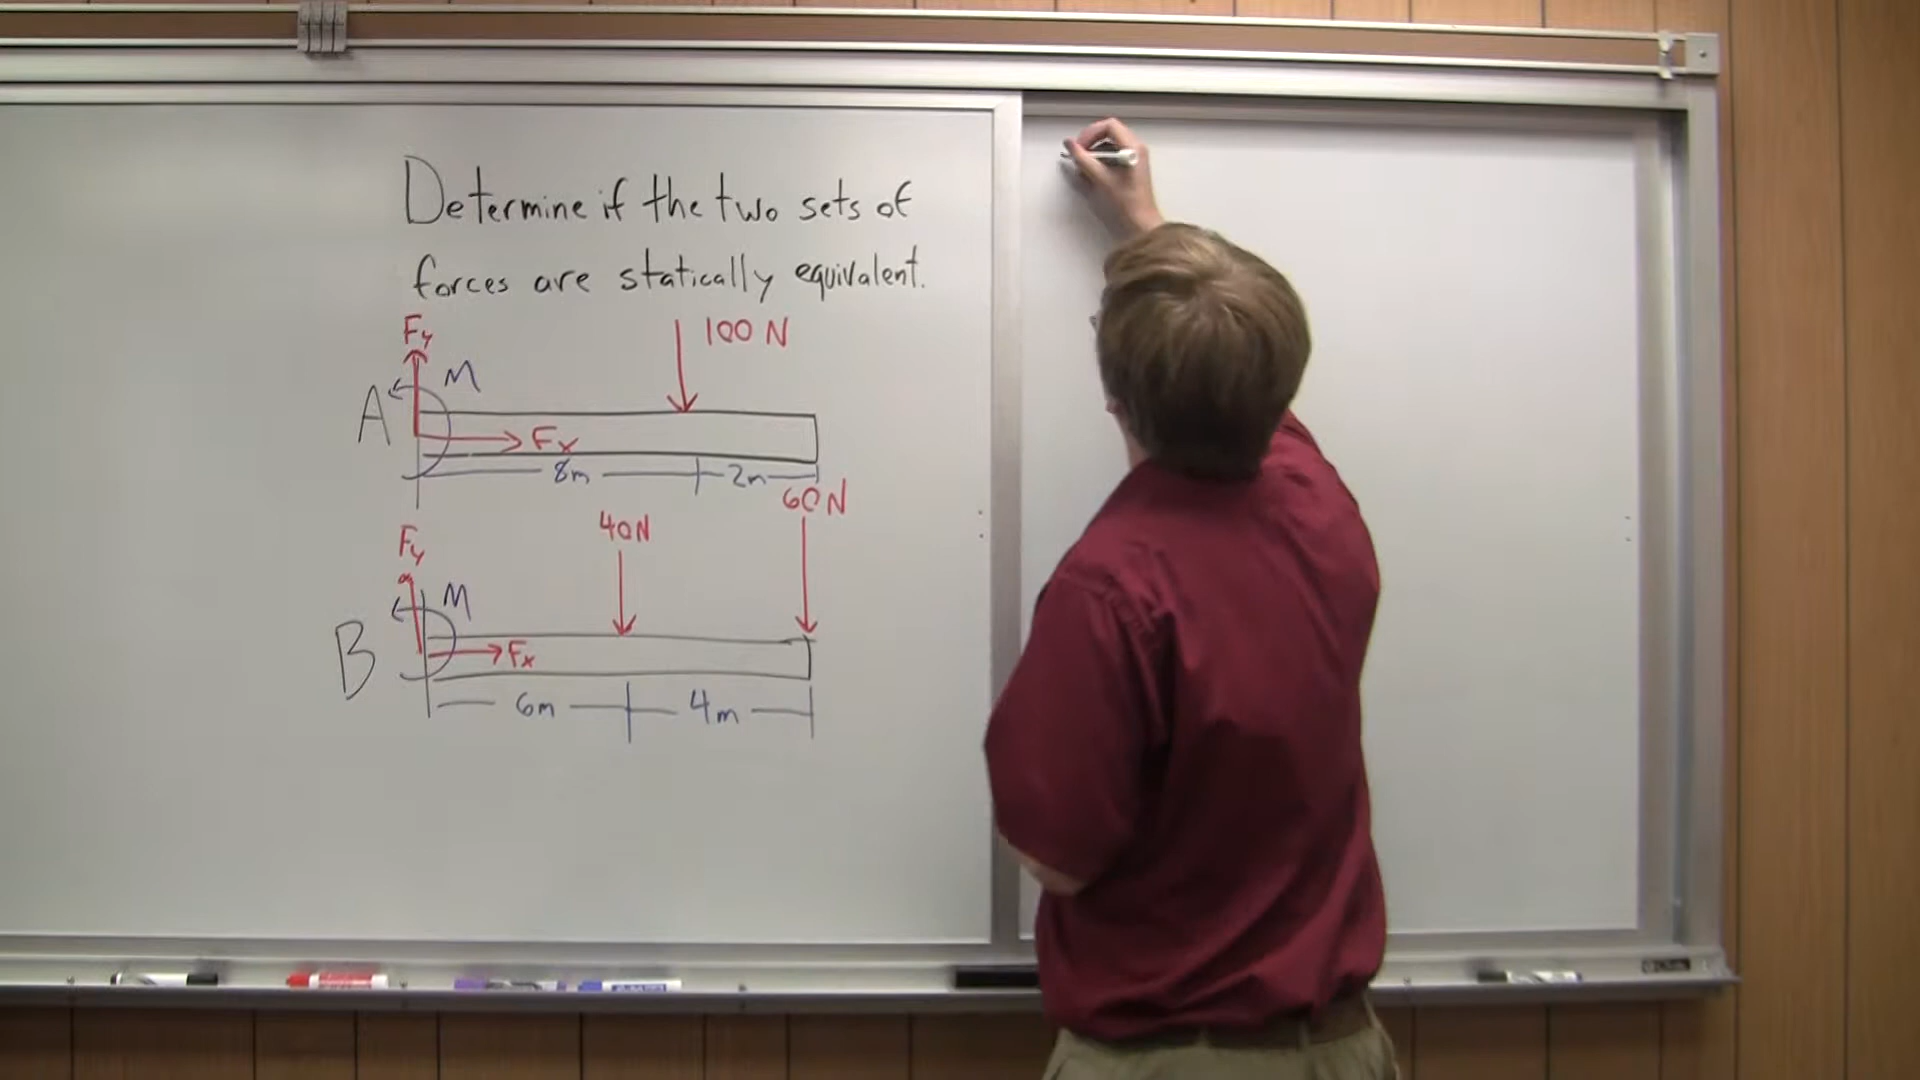 Determine if the two sets of
forces are statically equivalent.
Fy
100 N
M
A
Fx
8m
2m
60N
40N
Fy
M
B
Fx
6m
4m